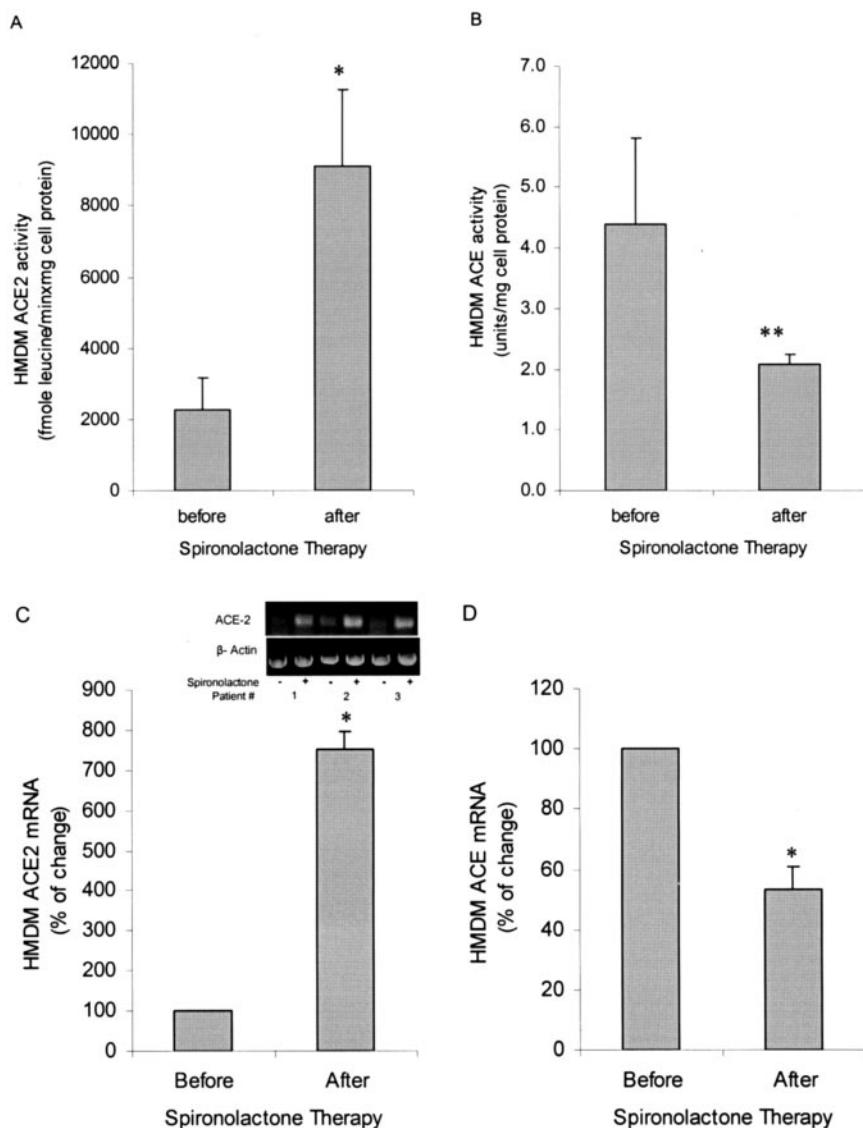 A
HMDM ACE2 activity
(fmole leucine/minxmg cell protein)
12000
10000
8000
6000
4000
2000
0
*
before after
Spironolactone Therapy
B
HMDM ACE activity
(units/mg cell protein)
7.0
6.0
5.0
4.0
3.0
2.0
1.0
0.0
**
before after
Spironolactone Therapy
C
ACE-2
β- Actin
Spironolactone - + - + - +
Patient # 1 2 3
HMDM ACE2 mRNA
(% of change)
900
800
700
600
500
400
300
200
100
0
*
Before After
Spironolactone Therapy
D
HMDM ACE mRNA
(% of change)
120
100
80
60
40
20
0
*
Before After
Spironolactone Therapy